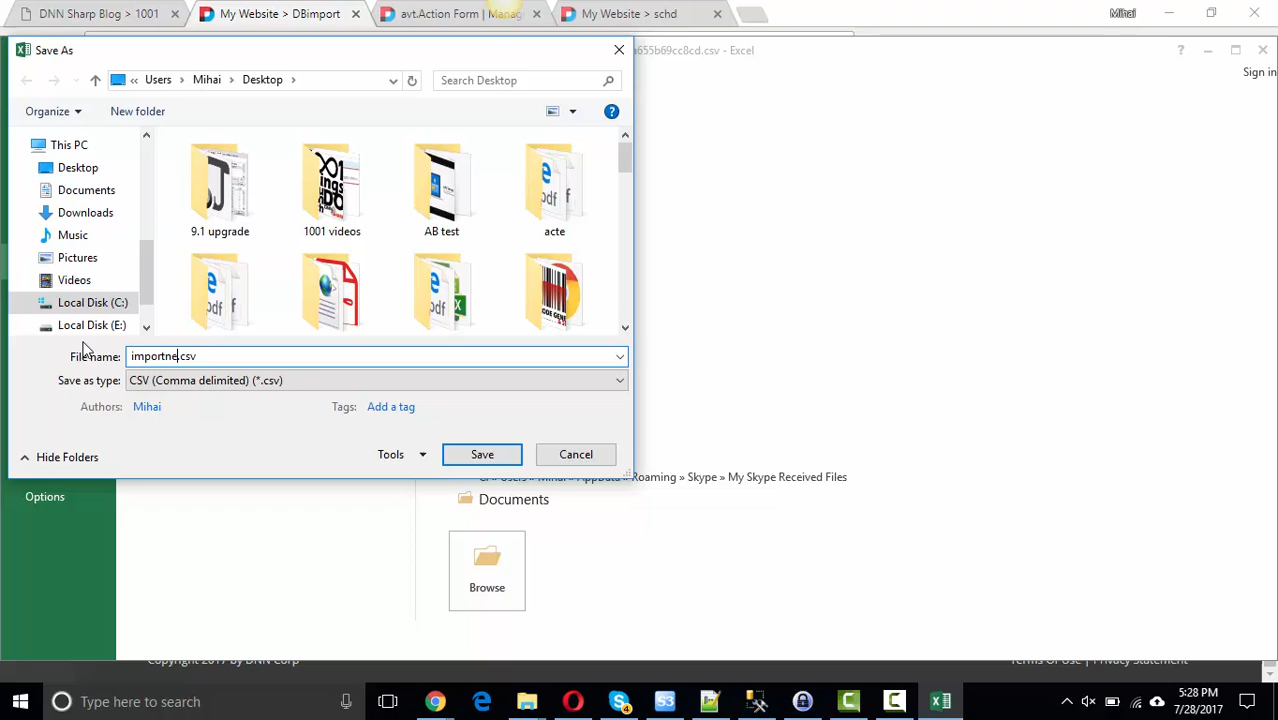 DNN Sharp Blog > 1001
My Website > DBimport
avt.Action Form | Manag
My Website > schd
Mihai
Save As
a655b69cc8cd.csv - Excel
Users
Mihai
Desktop
Search Desktop
Sign in
Organize
New folder
This PC
Desktop
Documents
Downloads
Music
Pictures
Videos
Local Disk (C:)
Local Disk (E:)
9.1 upgrade
1001 videos
AB test
acte
File name:
importne.csv
Save as type:
CSV (Comma delimited) (*.csv)
Authors:
Mihai
Tags:
Add a tag
Hide Folders
Tools
Save
Cancel
C: » Users » Mihai » AppData » Roaming » Skype » My Skype Received Files
Options
Documents
Browse
Copyright 2017 by DNN Corp
Terms Of Use | Privacy Statement
Type here to search
5:28 PM
7/28/2017